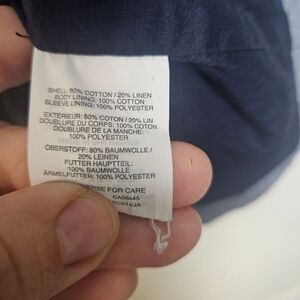 SHELL: 80% COTTON / 20% LINEN
BODY LINING: 100% COTTON
SLEEVE LINING: 100% POLYESTER
EXTÉRIEUR: 80% COTON / 20% LIN
DOUBLURE DU CORPS: 100% COTON
DOUBLURE DE LA MANCHE:
100% POLYESTER
OBERSTOFF: 80% BAUMWOLLE /
20% LEINEN
FUTTER HAUPTTEIL:
100% BAUMWOLLE
ÄRMELFUTTER: 100% POLYESTER
FOR CARE